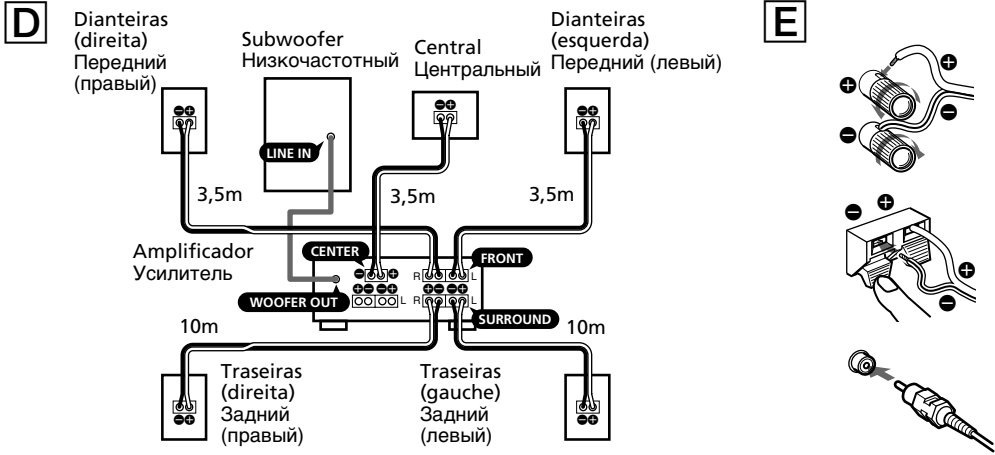 D
Dianteiras
(direita)
Передний
(правый)
Subwoofer
Низкочастотный
Central
Центральный
Dianteiras
(esquerda)
Передний (левый)
LINE IN
3,5m
3,5m
3,5m
Amplificador
Усилитель
CENTER
R
L
FRONT
WOOFER OUT
L
R
L
SURROUND
10m
10m
Traseiras
(direita)
Задний
(правый)
Traseiras
(gauche)
Задний
(левый)
E